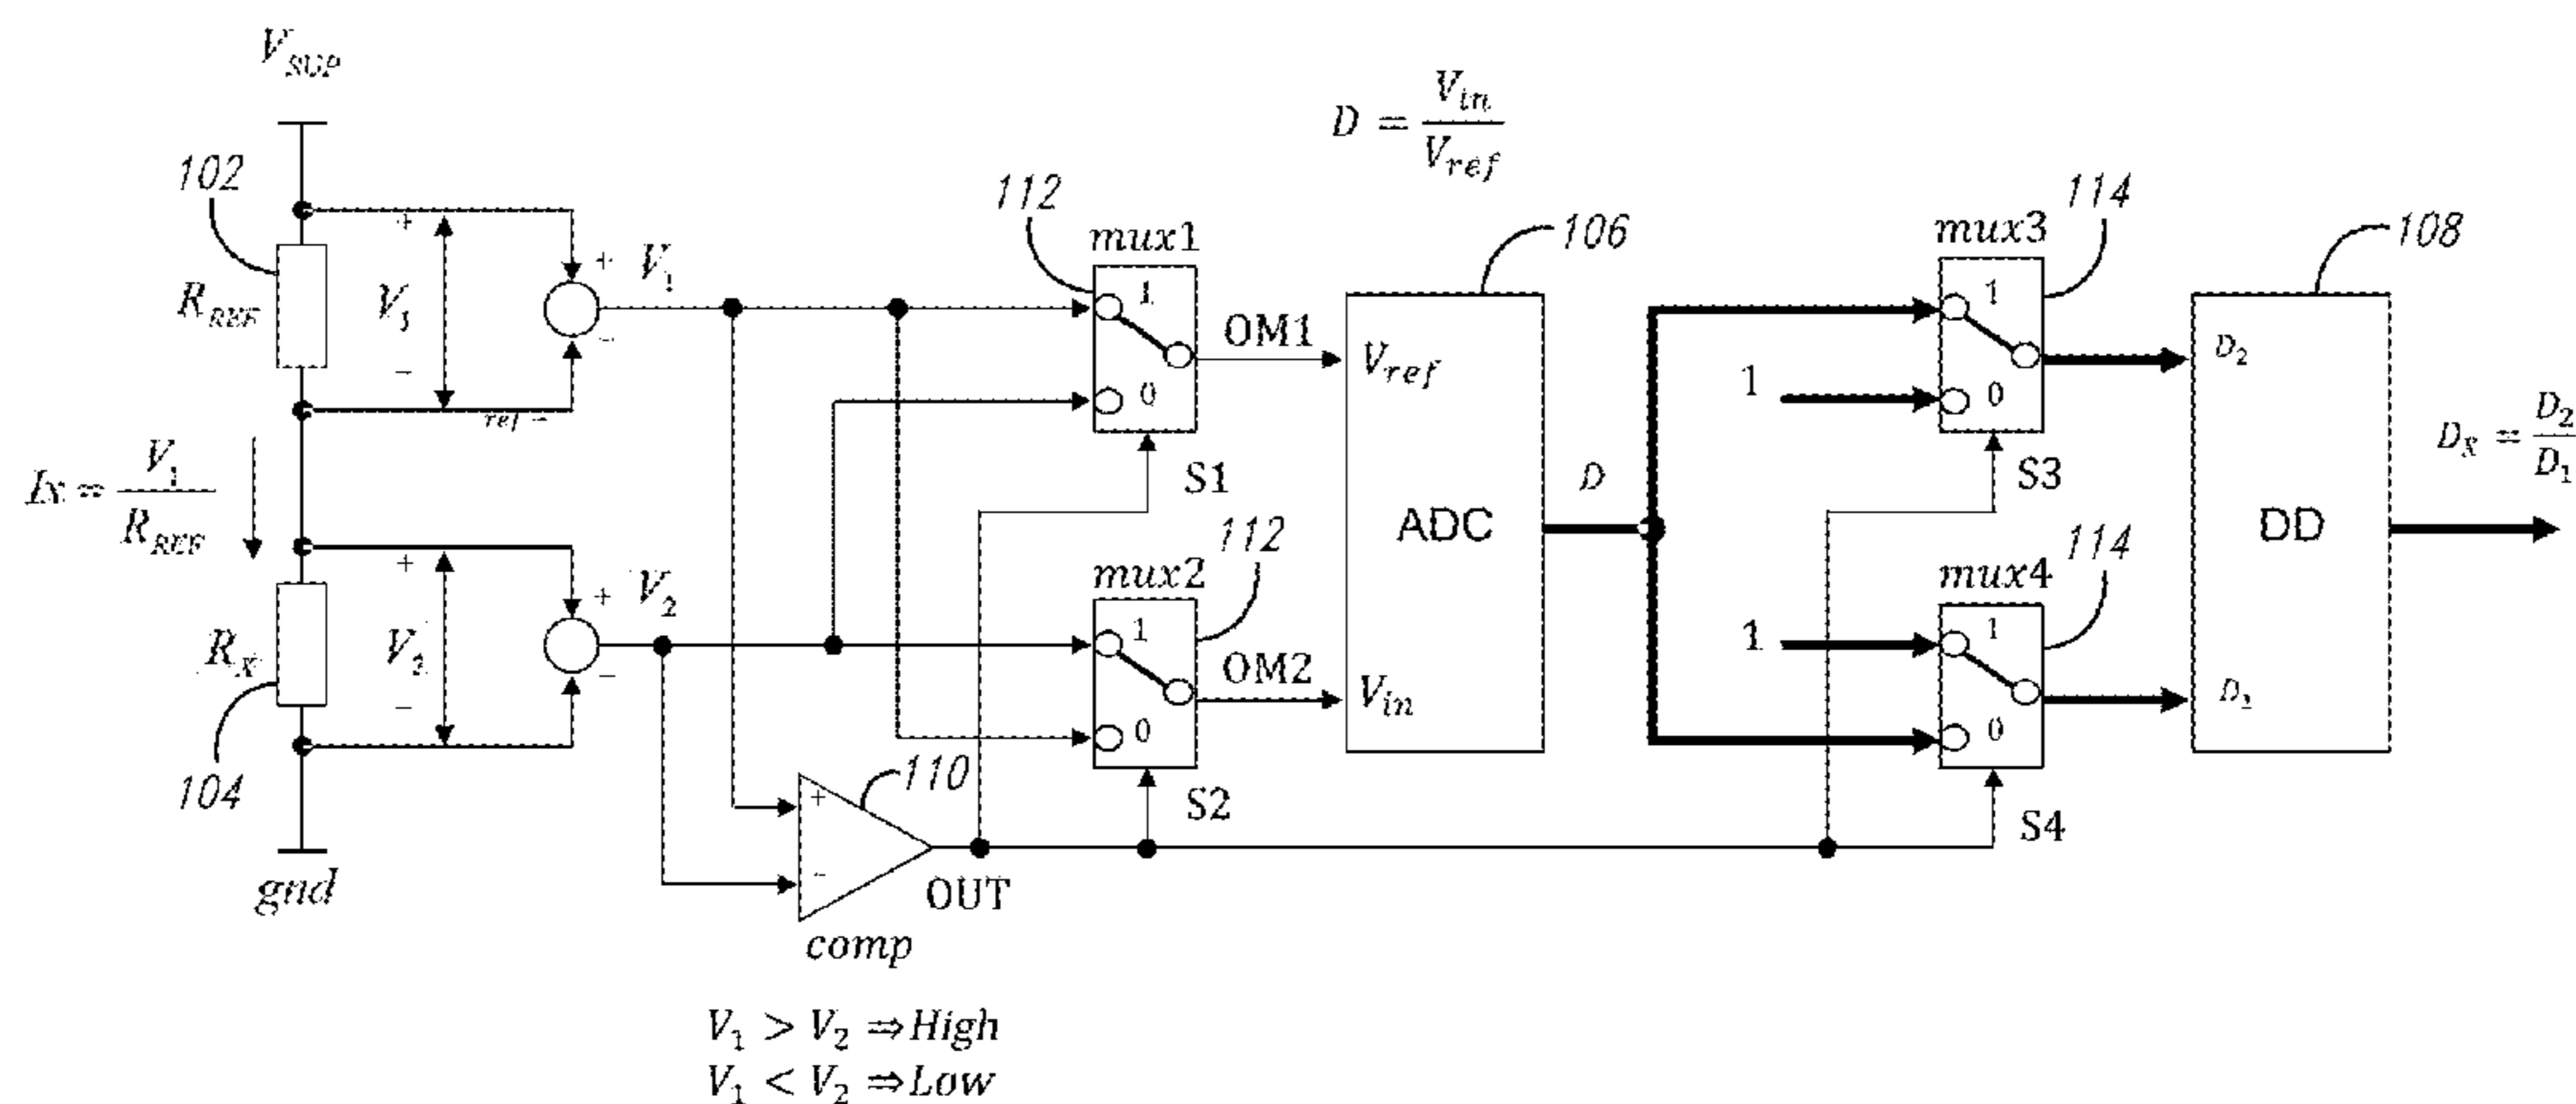 V_SUP
102
R_REF
+
V_1
−
+
V_1
−
ref −
Ix = V_1 / R_REF
+
V_2
−
+
V_2
−
R_X
104
gnd
112
mux1
1
0
OM1
S1
112
mux2
1
0
OM2
S2
+
−
110
OUT
comp
V_1 > V_2 ⇒ High
V_1 < V_2 ⇒ Low
D = V_in / V_ref
106
V_ref
ADC
V_in
D
114
mux3
1
1
0
S3
114
mux4
1
1
0
S4
108
D_2
DD
D_1
D_X = D_2 / D_1